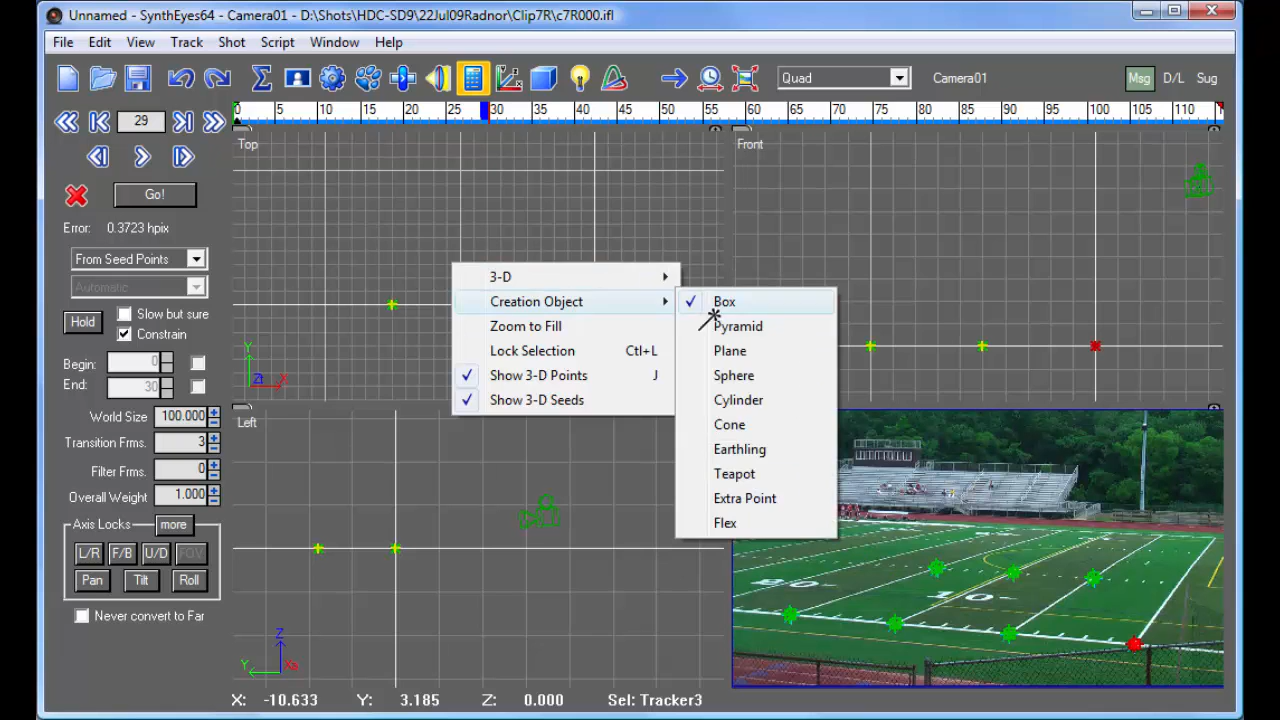 Unnamed - SynthEyes64 - Camera01 - D:\Shots\HDC-SD9\22Jul09Radnor\Clip7R\c7R000.ifl
File Edit View Track Shot Script Window Help
Quad Camera01 Msg D/L Sug
29 0 5 10 15 20 25 30 35 40 45 50 55 60 65 70 75 80 85 90 95 100 105 110
Top Front
Go!
Error: 0.3723 hpix
From Seed Points
Automatic
Slow but sure
Hold
Constrain
Begin: 0
End: 30
World Size 100.000
Transition Frms. 3
Filter Frms. 0
Overall Weight 1.000
Axis Locks more
L/R F/B U/D FOV
Pan Tilt Roll
Never convert to Far
3-D
Creation Object
Zoom to Fill
Lock Selection Ctl+L
Show 3-D Points J
Show 3-D Seeds
Box
Pyramid
Plane
Sphere
Cylinder
Cone
Earthling
Teapot
Extra Point
Flex
Y
X
Left
Z
Y
20 10
X: -10.633 Y: 3.185 Z: 0.000 Sel: Tracker3